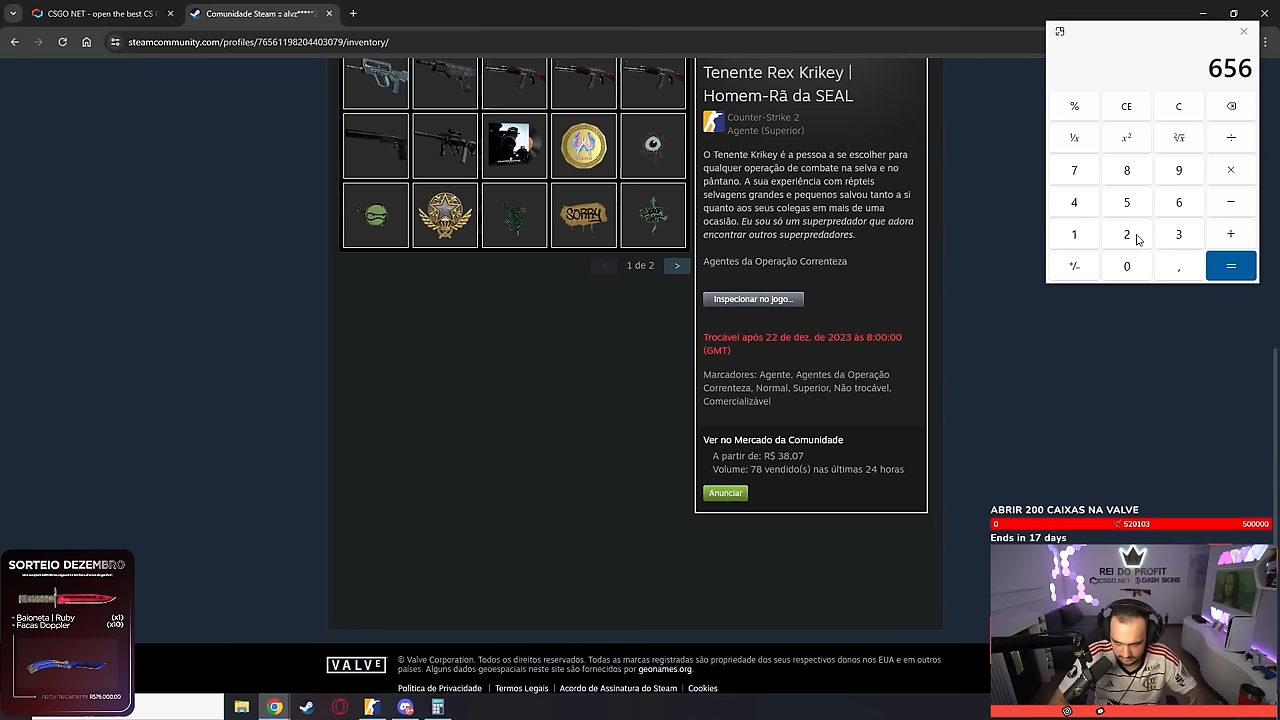 CSGO NET - open the best CS
Comunidade Steam :: alvz****
steamcommunity.com/profiles/76561198204403079/inventory/
Tenente Rex Krikey |
Homem-Rã da SEAL
Counter-Strike 2
Agente (Superior)
O Tenente Krikey é a pessoa a se escolher para
qualquer operação de combate na selva e no
pântano. A sua experiência com répteis
selvagens grandes e pequenos salvou tanto a si
quanto aos seus colegas em mais de uma
ocasião. Eu sou só um superpredador que adora
encontrar outros superpredadores.
Agentes da Operação Correnteza
Inspecionar no jogo...
Trocável após 22 de dez. de 2023 às 8:00:00
(GMT)
Marcadores: Agente, Agentes da Operação
Correnteza, Normal, Superior, Não trocável,
Comercializável
Ver no Mercado da Comunidade
A partir de: R$ 38,07
Volume: 78 vendido(s) nas últimas 24 horas
Anunciar
SORRY
1 de 2
>
656
% CE C
¹/x x² ²√x ÷
7 8 9 ×
4 5 6 −
1 2 3 +
+/− 0 , =
ABRIR 200 CAIXAS NA VALVE
0 520103 500000
Ends in 17 days
REI DO PROFIT
CSGO.NET DASH SKINS
SORTEIO DEZEMBRO
- Baioneta | Ruby (x1)
- Facas Doppler (x10)
VALVE
© Valve Corporation. Todos os direitos reservados. Todas as marcas registradas são propriedade dos seus respectivos donos nos EUA e em outros
países. Alguns dados geoespaciais neste site são fornecidos por geonames.org.
Política de Privacidade | Termos Legais | Acordo de Assinatura do Steam | Cookies